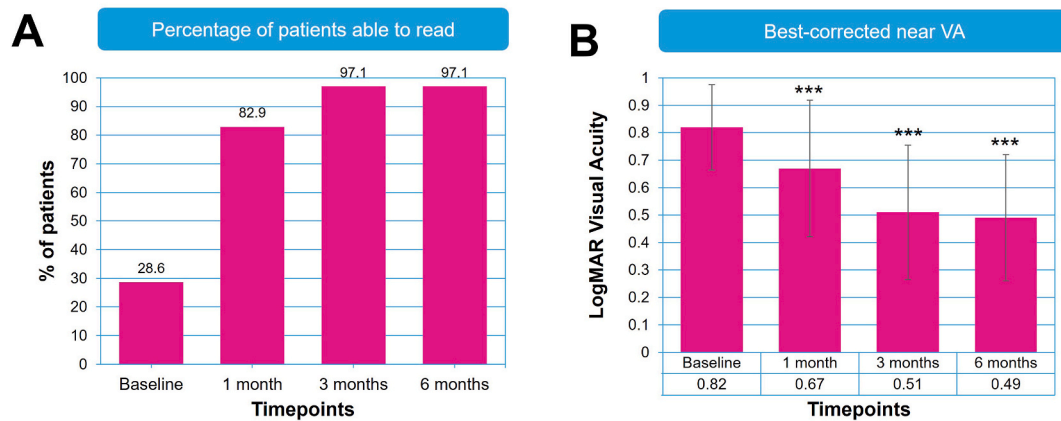 A
Percentage of patients able to read
% of patients
100
90
80
70
60
50
40
30
20
10
0
28.6
82.9
97.1
97.1
Baseline 1 month 3 months 6 months
Timepoints
B
Best-corrected near VA
LogMAR Visual Acuity
1
0.9
0.8
0.7
0.6
0.5
0.4
0.3
0.2
0.1
0
***
***
***
Baseline 1 month 3 months 6 months
0.82 0.67 0.51 0.49
Timepoints